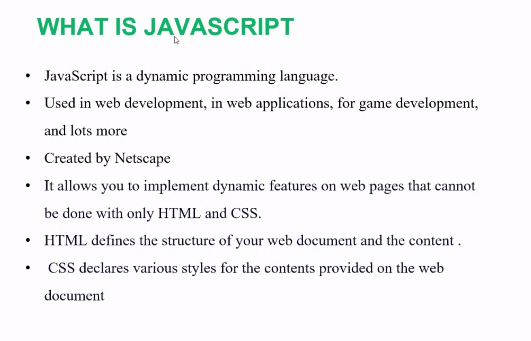 WHAT IS JAVASCRIPT
• JavaScript is a dynamic programming language.
• Used in web development, in web applications, for game development,
and lots more
• Created by Netscape
• It allows you to implement dynamic features on web pages that cannot
be done with only HTML and CSS.
• HTML defines the structure of your web document and the content .
• CSS declares various styles for the contents provided on the web
document